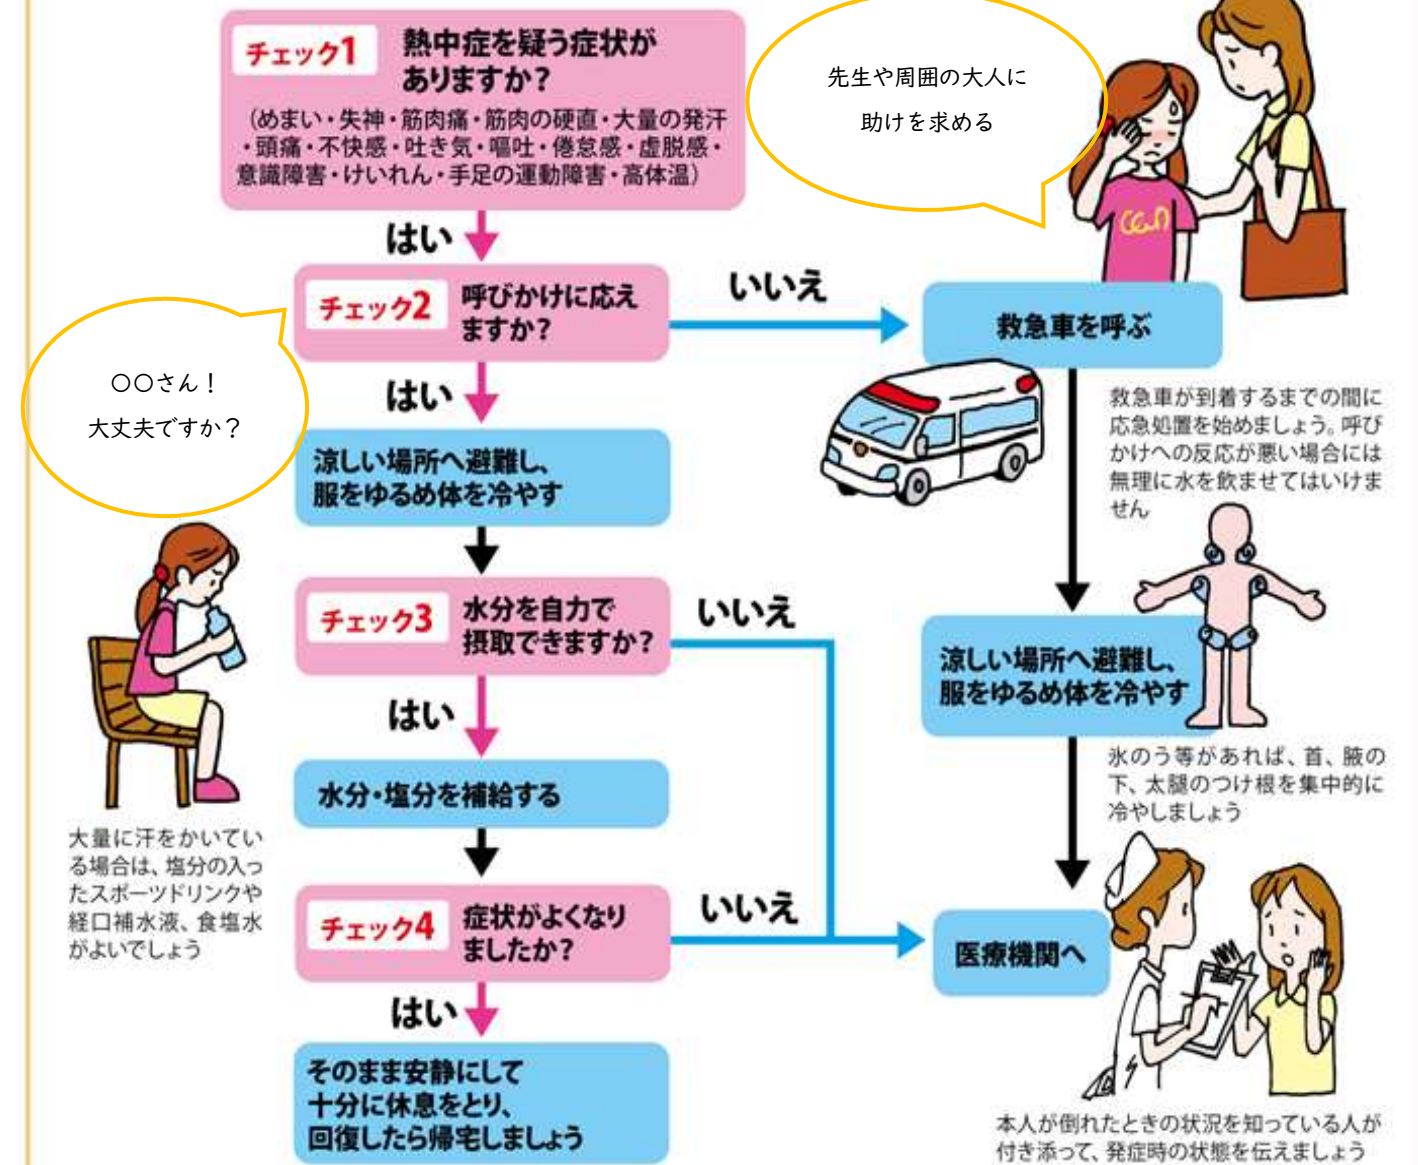 チェック1
熱中症を疑う症状が
ありますか?
(めまい・失神・筋肉痛・筋肉の硬直・大量の発汗
・頭痛・不快感・吐き気・嘔吐・倦怠感・虚脱感・
意識障害・けいれん・手足の運動障害・高体温)
先生や周囲の大人に
助けを求める
はい
チェック2
呼びかけに応え
ますか?
いいえ
救急車を呼ぶ
〇〇さん!
大丈夫ですか?
はい
救急車が到着するまでの間に
応急処置を始めましょう。呼び
かけへの反応が悪い場合には
無理に水を飲ませてはいけま
せん
涼しい場所へ避難し、
服をゆるめ体を冷やす
チェック3
水分を自力で
摂取できますか?
いいえ
涼しい場所へ避難し、
服をゆるめ体を冷やす
はい
氷のう等があれば、首、腋の
下、太腿のつけ根を集中的に
冷やしましょう
水分・塩分を補給する
大量に汗をかいてい
る場合は、塩分の入っ
たスポーツドリンクや
経口補水液、食塩水
がよいでしょう
チェック4
症状がよくなり
ましたか?
いいえ
医療機関へ
はい
そのまま安静にして
十分に休息をとり、
回復したら帰宅しましょう
本人が倒れたときの状況を知っている人が
付き添って、発症時の状態を伝えましょう